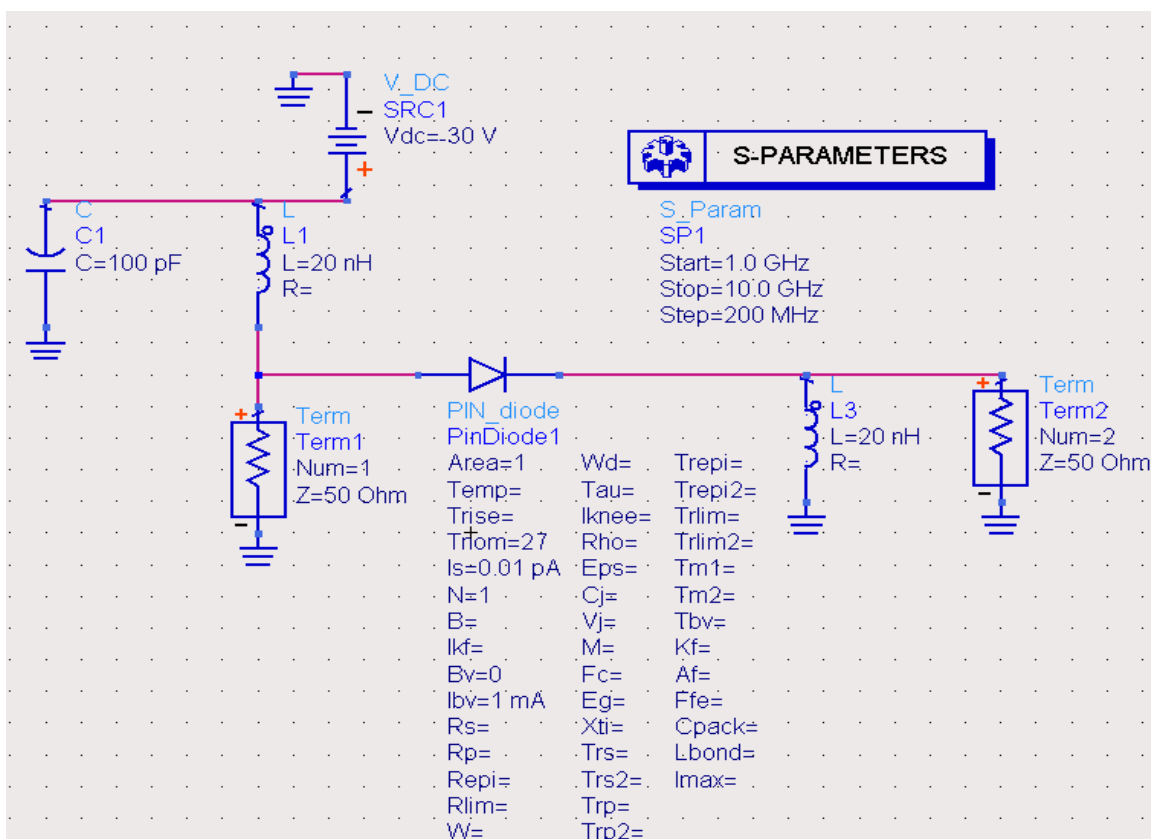 V_DC
SRC1
Vdc=-30 V
S-PARAMETERS
S_Param
SP1
Start=1.0 GHz
Stop=10.0 GHz
Step=200 MHz
C
C1
C=100 pF
L
L1
L=20 nH
R=
Term
Term1
Num=1
Z=50 Ohm
PIN_diode
PinDiode1
Area=1
Temp=
Trise=
Tnom=27
Is=0.01 pA
N=1
B=
Ikf=
Bv=0
Ibv=1 mA
Rs=
Rp=
Repi=
Rlim=
W=
Wd=
Tau=
Iknee=
Rho=
Eps=
Cj=
Vj=
M=
Fc=
Eg=
Xti=
Trs=
Trs2=
Trp=
Trp2=
Trepi=
Trepi2=
Trlim=
Trlim2=
Tm1=
Tm2=
Tbv=
Kf=
Af=
Ffe=
Cpack=
Lbond=
Imax=
L
L3
L=20 nH
R=
Term
Term2
Num=2
Z=50 Ohm